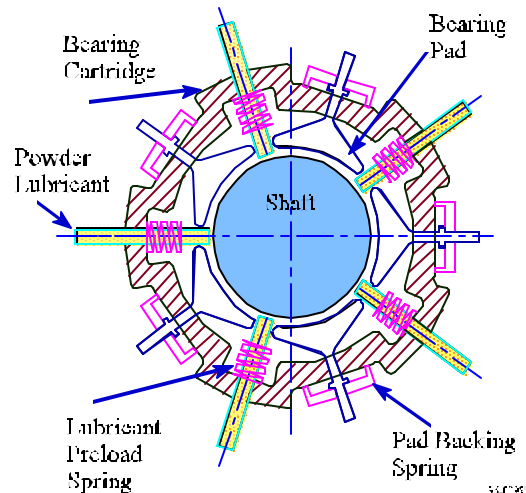 Bearing
Cartridge
Bearing
Pad
Powder
Lubricant
Shaft
Lubricant
Preload
Spring
Pad Backing
Spring